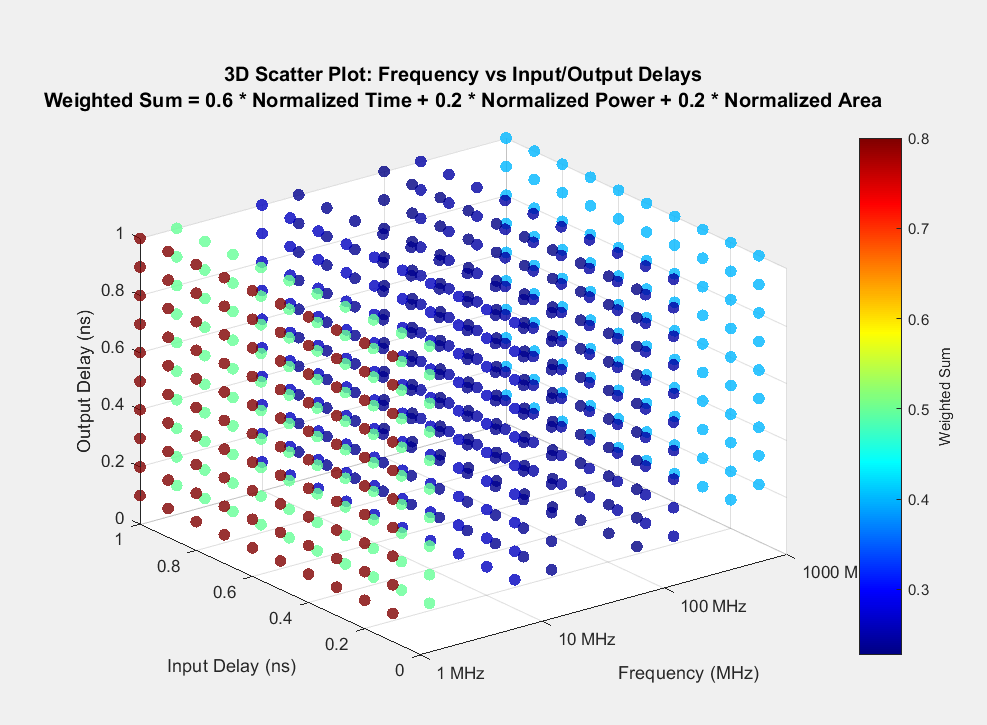 3D Scatter Plot: Frequency vs Input/Output Delays
Weighted Sum = 0.6 * Normalized Time + 0.2 * Normalized Power + 0.2 * Normalized Area
1
0.8
0.6
0.4
0.2
0
Output Delay (ns)
1
0.8
0.6
0.4
0.2
0
Input Delay (ns)
1 MHz
10 MHz
100 MHz
1000 M
Frequency (MHz)
0.8
0.7
0.6
0.5
0.4
0.3
Weighted Sum